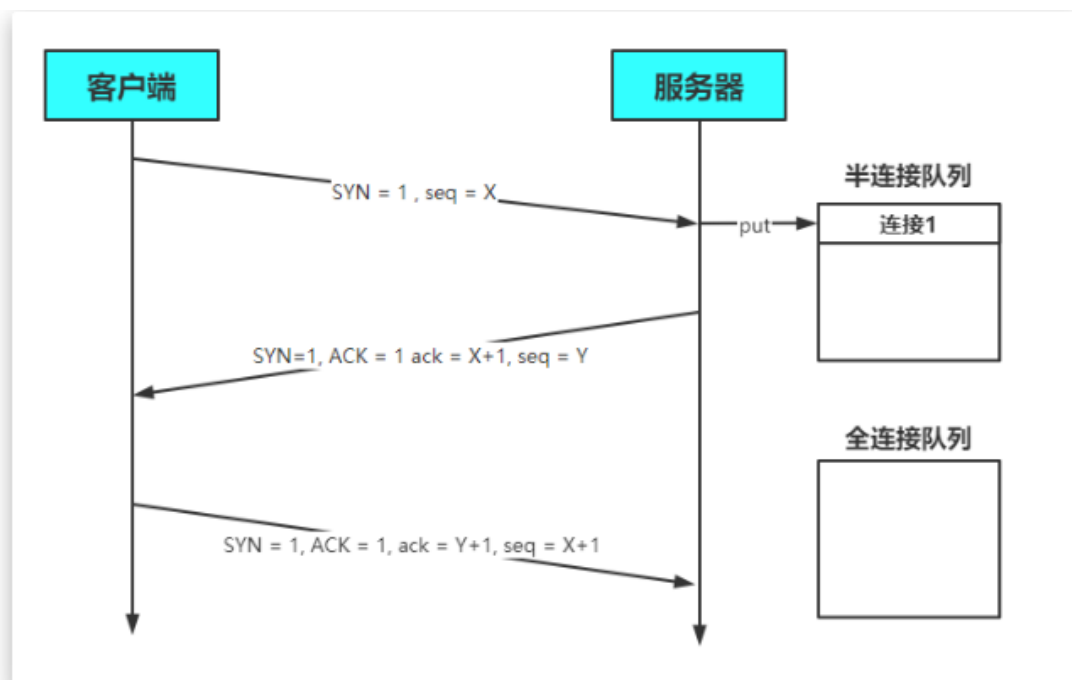 客户端
服务器
SYN = 1 , seq = X
put
半连接队列
连接1
SYN=1, ACK = 1 ack = X+1, seq = Y
全连接队列
SYN = 1, ACK = 1, ack = Y+1, seq = X+1